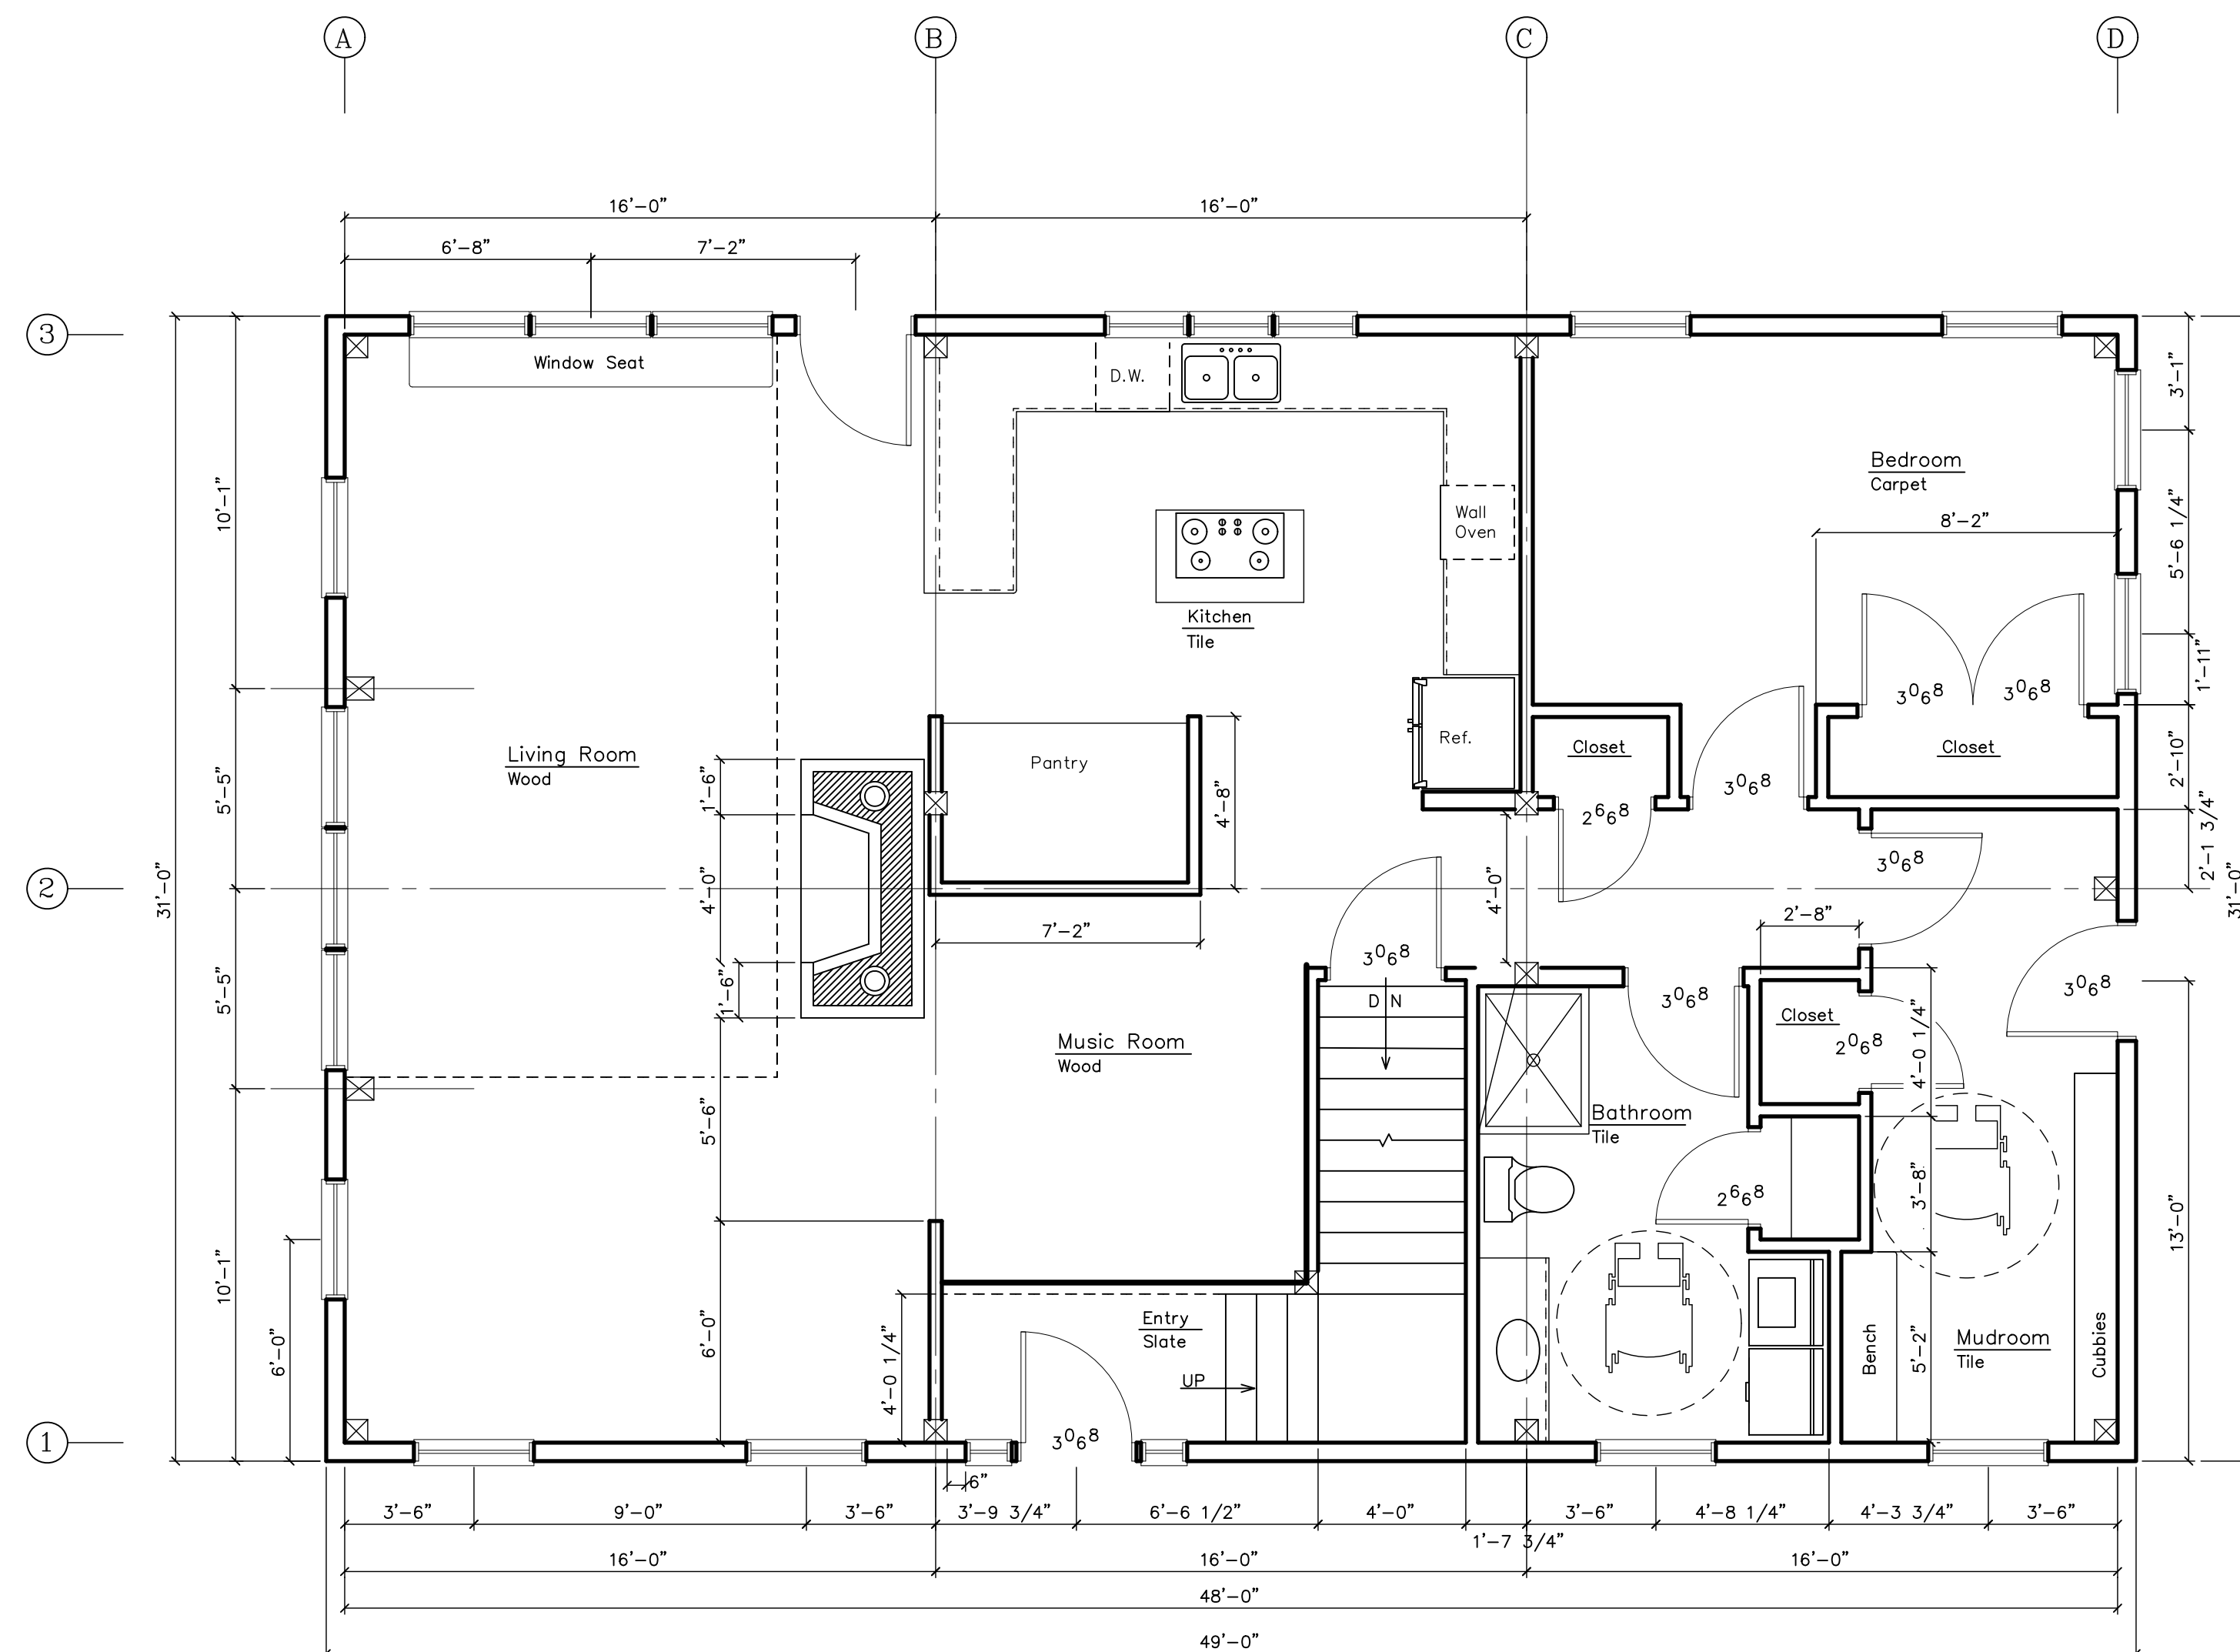 A
B
C
D
16'-0"
16'-0"
6'-8"
7'-2"
3
Window Seat
D.W.
3'-1"
Bedroom
Carpet
10'-1"
Wall
Oven
8'-2"
5'-6 1/4"
Kitchen
Tile
3068
3068
1'-11"
Living Room
Wood
Pantry
Ref.
Closet
Closet
5'-5"
1'-6"
4'-8"
2668
3068
2'-10"
31'-0"
2
4'-0"
4'-0"
3068
2'-1 3/4"
31'-0"
7'-2"
2'-8"
3068
5'-5"
1'-6"
DN
3068
3068
Closet
2068
4'-0 1/4"
Music Room
Wood
5'-6"
Bathroom
Tile
2668
3'-8"
13'-0"
10'-1"
6'-0"
6'-0"
4'-0 1/4"
Entry
Slate
UP
Bench
5'-2"
Mudroom
Tile
Cubbies
1
3068
6"
3'-6"
9'-0"
3'-6"
3'-9 3/4"
6'-6 1/2"
4'-0"
1'-7 3/4"
3'-6"
4'-8 1/4"
4'-3 3/4"
3'-6"
16'-0"
16'-0"
16'-0"
48'-0"
49'-0"